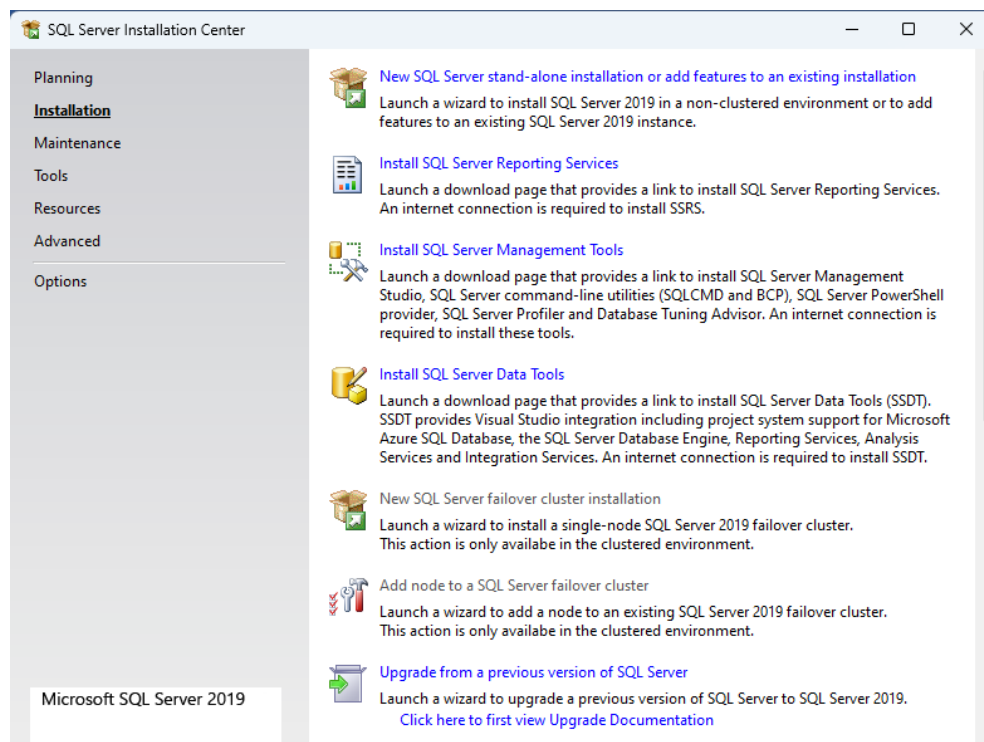 SQL Server Installation Center
Planning
Installation
Maintenance
Tools
Resources
Advanced
Options
Microsoft SQL Server 2019
New SQL Server stand-alone installation or add features to an existing installation
Launch a wizard to install SQL Server 2019 in a non-clustered environment or to add
features to an existing SQL Server 2019 instance.
Install SQL Server Reporting Services
Launch a download page that provides a link to install SQL Server Reporting Services.
An internet connection is required to install SSRS.
Install SQL Server Management Tools
Launch a download page that provides a link to install SQL Server Management
Studio, SQL Server command-line utilities (SQLCMD and BCP), SQL Server PowerShell
provider, SQL Server Profiler and Database Tuning Advisor. An internet connection is
required to install these tools.
Install SQL Server Data Tools
Launch a download page that provides a link to install SQL Server Data Tools (SSDT).
SSDT provides Visual Studio integration including project system support for Microsoft
Azure SQL Database, the SQL Server Database Engine, Reporting Services, Analysis
Services and Integration Services. An internet connection is required to install SSDT.
New SQL Server failover cluster installation
Launch a wizard to install a single-node SQL Server 2019 failover cluster.
This action is only availabe in the clustered environment.
Add node to a SQL Server failover cluster
Launch a wizard to add a node to an existing SQL Server 2019 failover cluster.
This action is only availabe in the clustered environment.
Upgrade from a previous version of SQL Server
Launch a wizard to upgrade a previous version of SQL Server to SQL Server 2019.
Click here to first view Upgrade Documentation